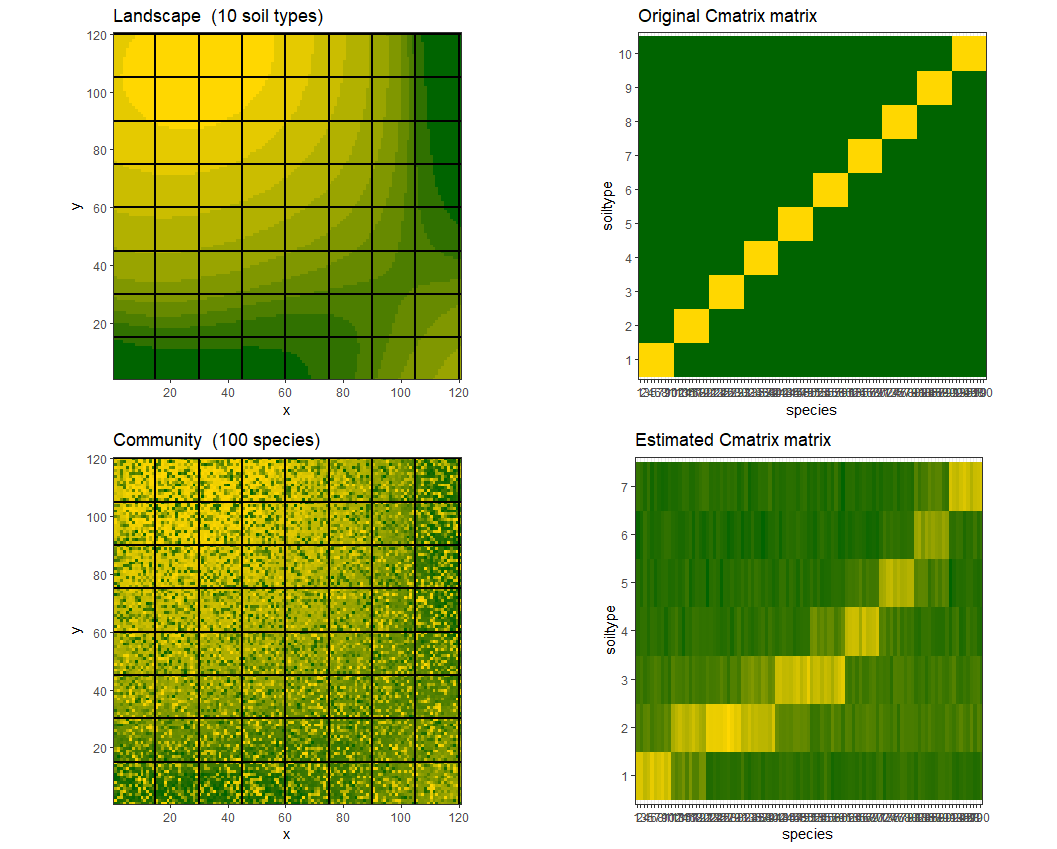 Landscape  (10 soil types)
120
100
80
60
40
20
y
20 40 60 80 100 120
x
Original Cmatrix matrix
10
9
8
7
6
5
4
3
2
1
soiltype
species
Community  (100 species)
120
100
80
60
40
20
y
20 40 60 80 100 120
x
Estimated Cmatrix matrix
7
6
5
4
3
2
1
soiltype
species